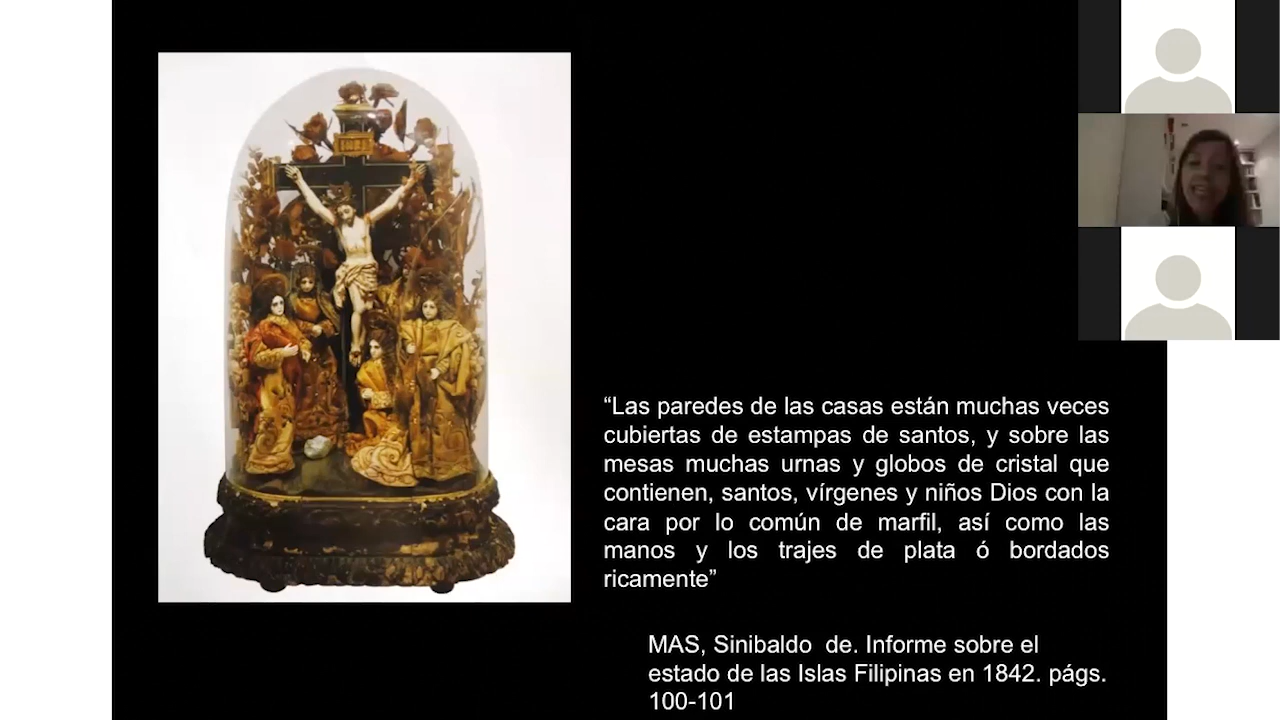 INRI
“Las paredes de las casas están muchas veces
cubiertas de estampas de santos, y sobre las
mesas muchas urnas y globos de cristal que
contienen, santos, vírgenes y niños Dios con la
cara por lo común de marfil, así como las
manos y los trajes de plata ó bordados
ricamente”
MAS, Sinibaldo de. Informe sobre el
estado de las Islas Filipinas en 1842. págs.
100-101